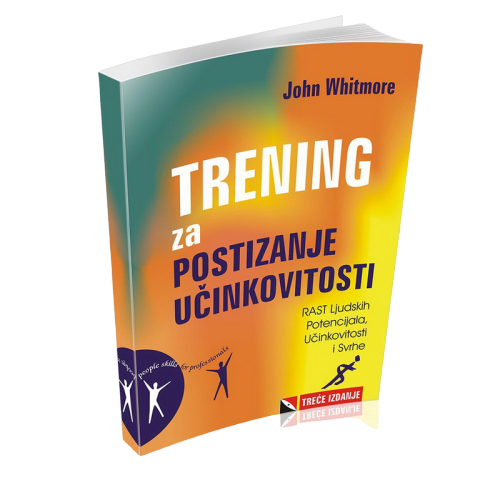 John Whitmore
TRENING
za
POSTIZANJE
UČINKOVITOSTI
RAST Ljudskih
Potencijala,
Učinkovitosti
i Svrhe
people skills for professionals
TREĆE IZDANJE